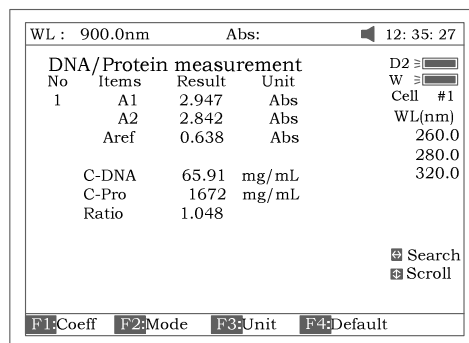 WL : 900.0nm Abs: 12: 35: 27
DNA/Protein measurement
D2
No Items Result Unit
W
1 A1 2.947 Abs
Cell #1
A2 2.842 Abs
WL(nm)
Aref 0.638 Abs
260.0
280.0
C-DNA 65.91 mg/mL
320.0
C-Pro 1672 mg/mL
Ratio 1.048
Search
Scroll
F1:Coeff F2:Mode F3:Unit F4:Default